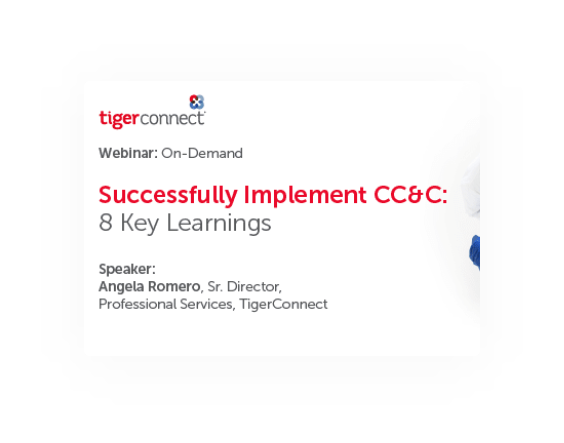 tigerconnect
Webinar: On-Demand
Successfully Implement CC&C:
8 Key Learnings
Speaker:
Angela Romero, Sr. Director,
Professional Services, TigerConnect